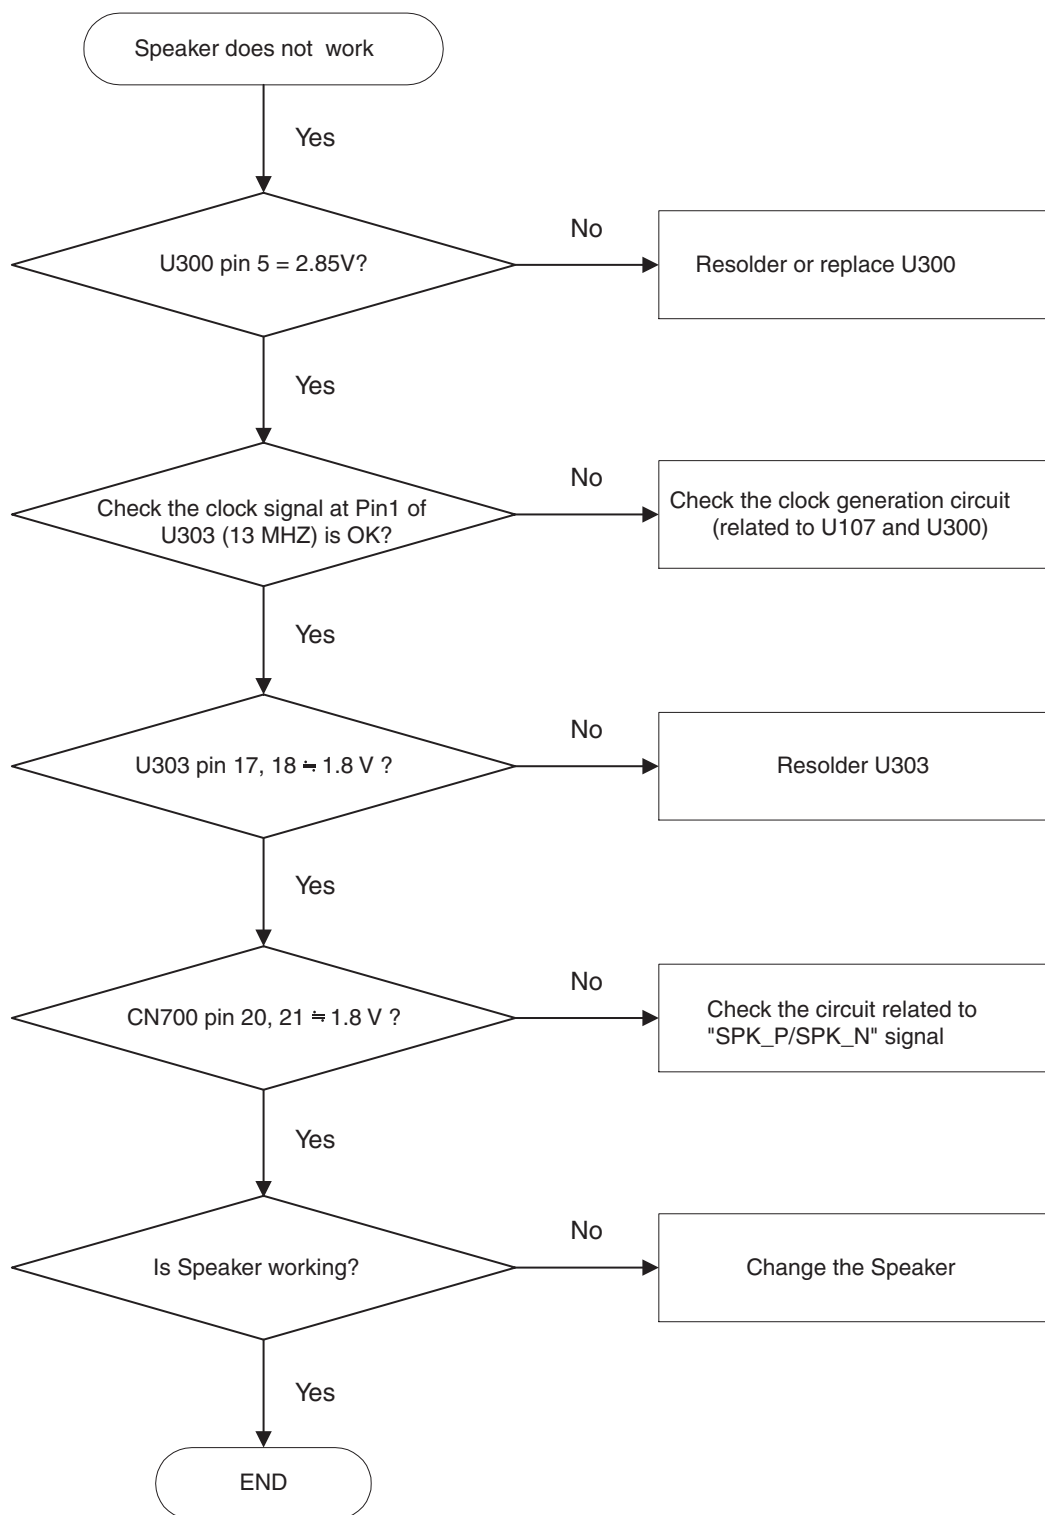 Speaker does not work
Yes
U300 pin 5 = 2.85V?
No
Resolder or replace U300
Yes
Check the clock signal at Pin1 of
U303 (13 MHZ) is OK?
No
Check the clock generation circuit
(related to U107 and U300)
Yes
U303 pin 17, 18 ≒ 1.8 V ?
No
Resolder U303
Yes
CN700 pin 20, 21 ≒ 1.8 V ?
No
Check the circuit related to
"SPK_P/SPK_N" signal
Yes
Is Speaker working?
No
Change the Speaker
Yes
END